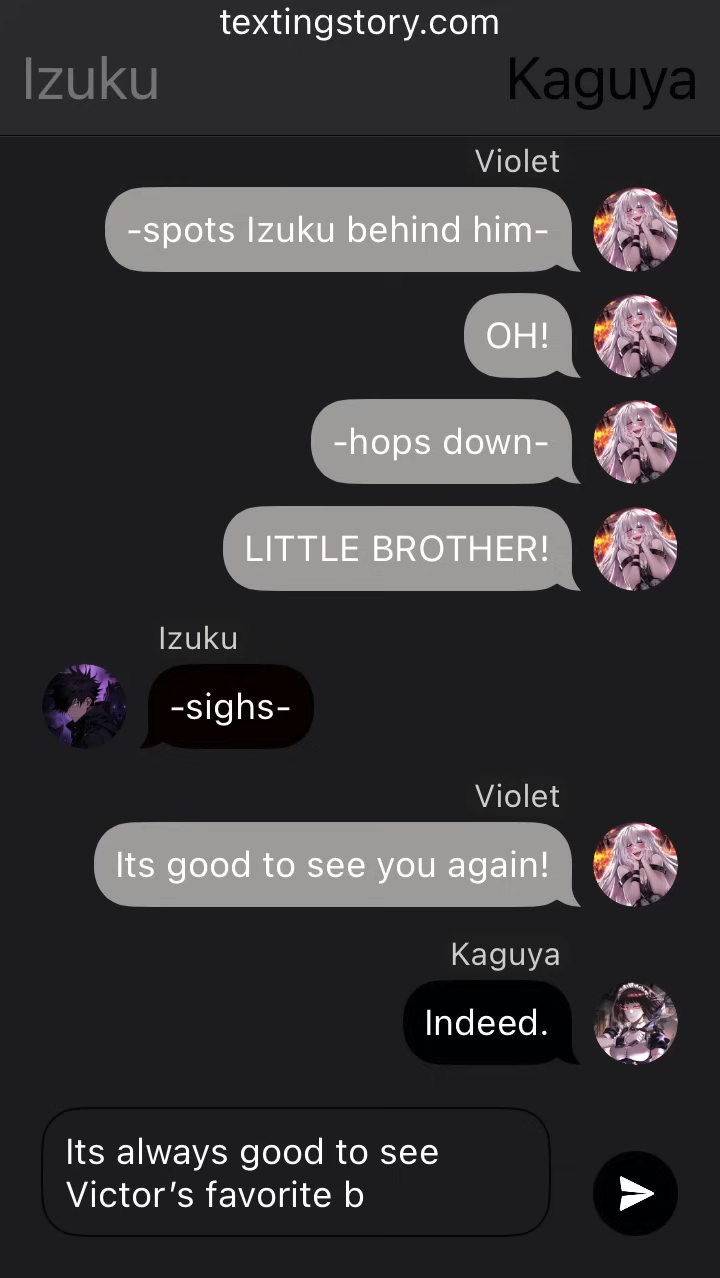 textingstory.com
Izuku
Kaguya
Violet
-spots Izuku behind him-
OH!
-hops down-
LITTLE BROTHER!
Izuku
-sighs-
Violet
Its good to see you again!
Kaguya
Indeed.
Its always good to see
Victor’s favorite b